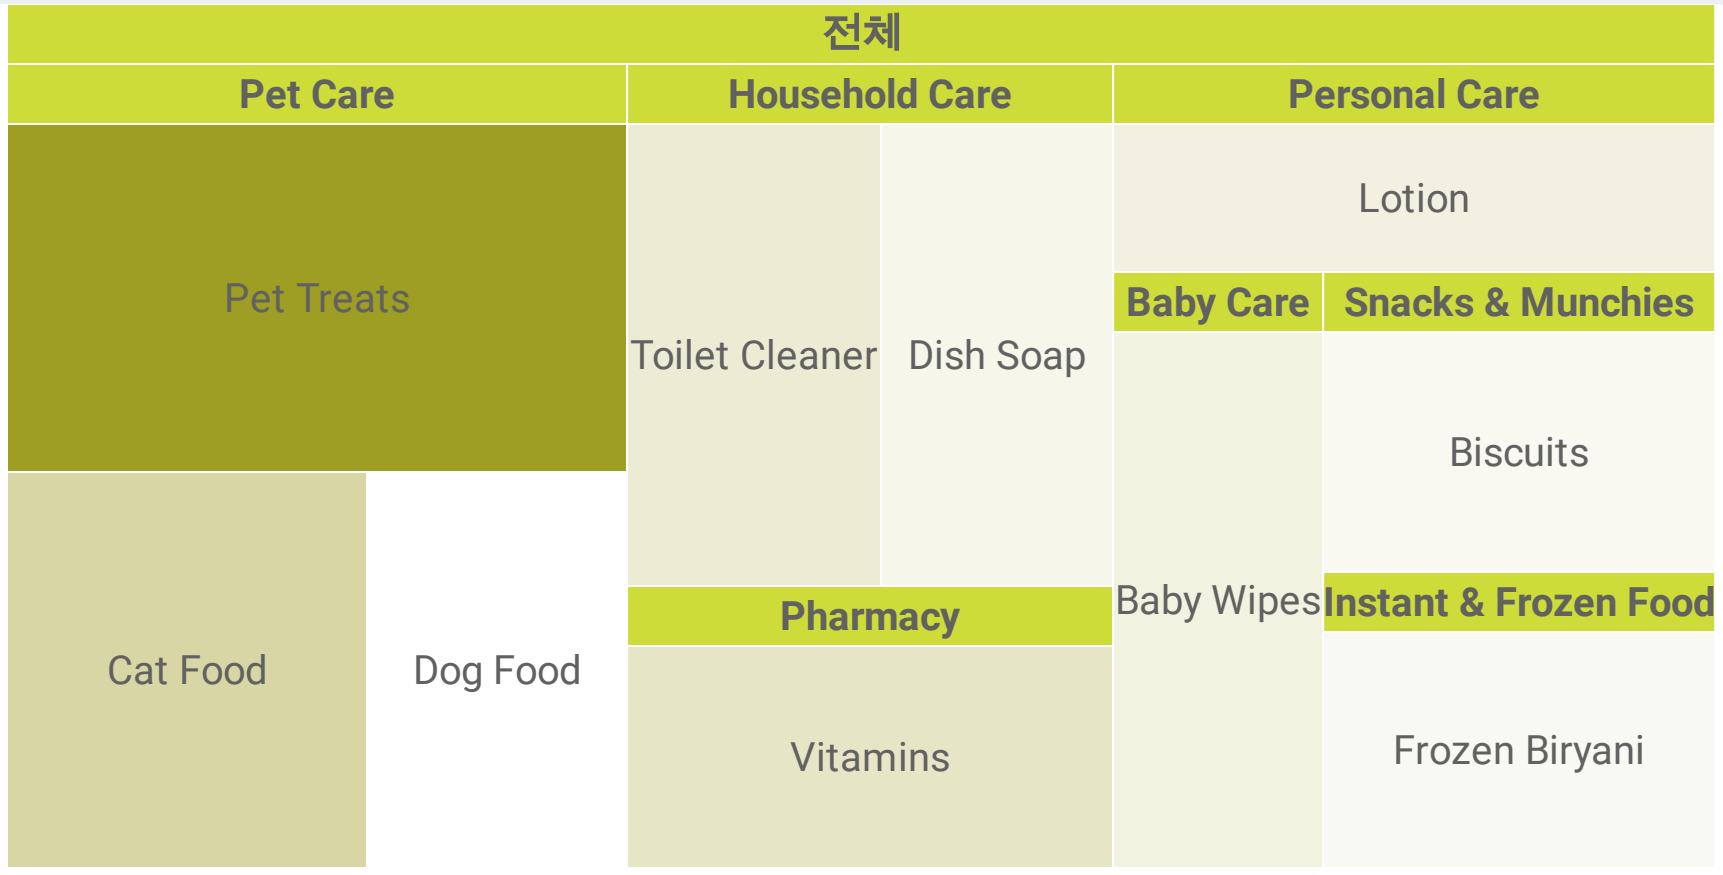 전체
Pet Care
Household Care
Personal Care
Pet Treats
Toilet Cleaner
Dish Soap
Lotion
Baby Care
Snacks & Munchies
Biscuits
Baby Wipes
Instant & Frozen Food
Pharmacy
Cat Food
Dog Food
Vitamins
Frozen Biryani